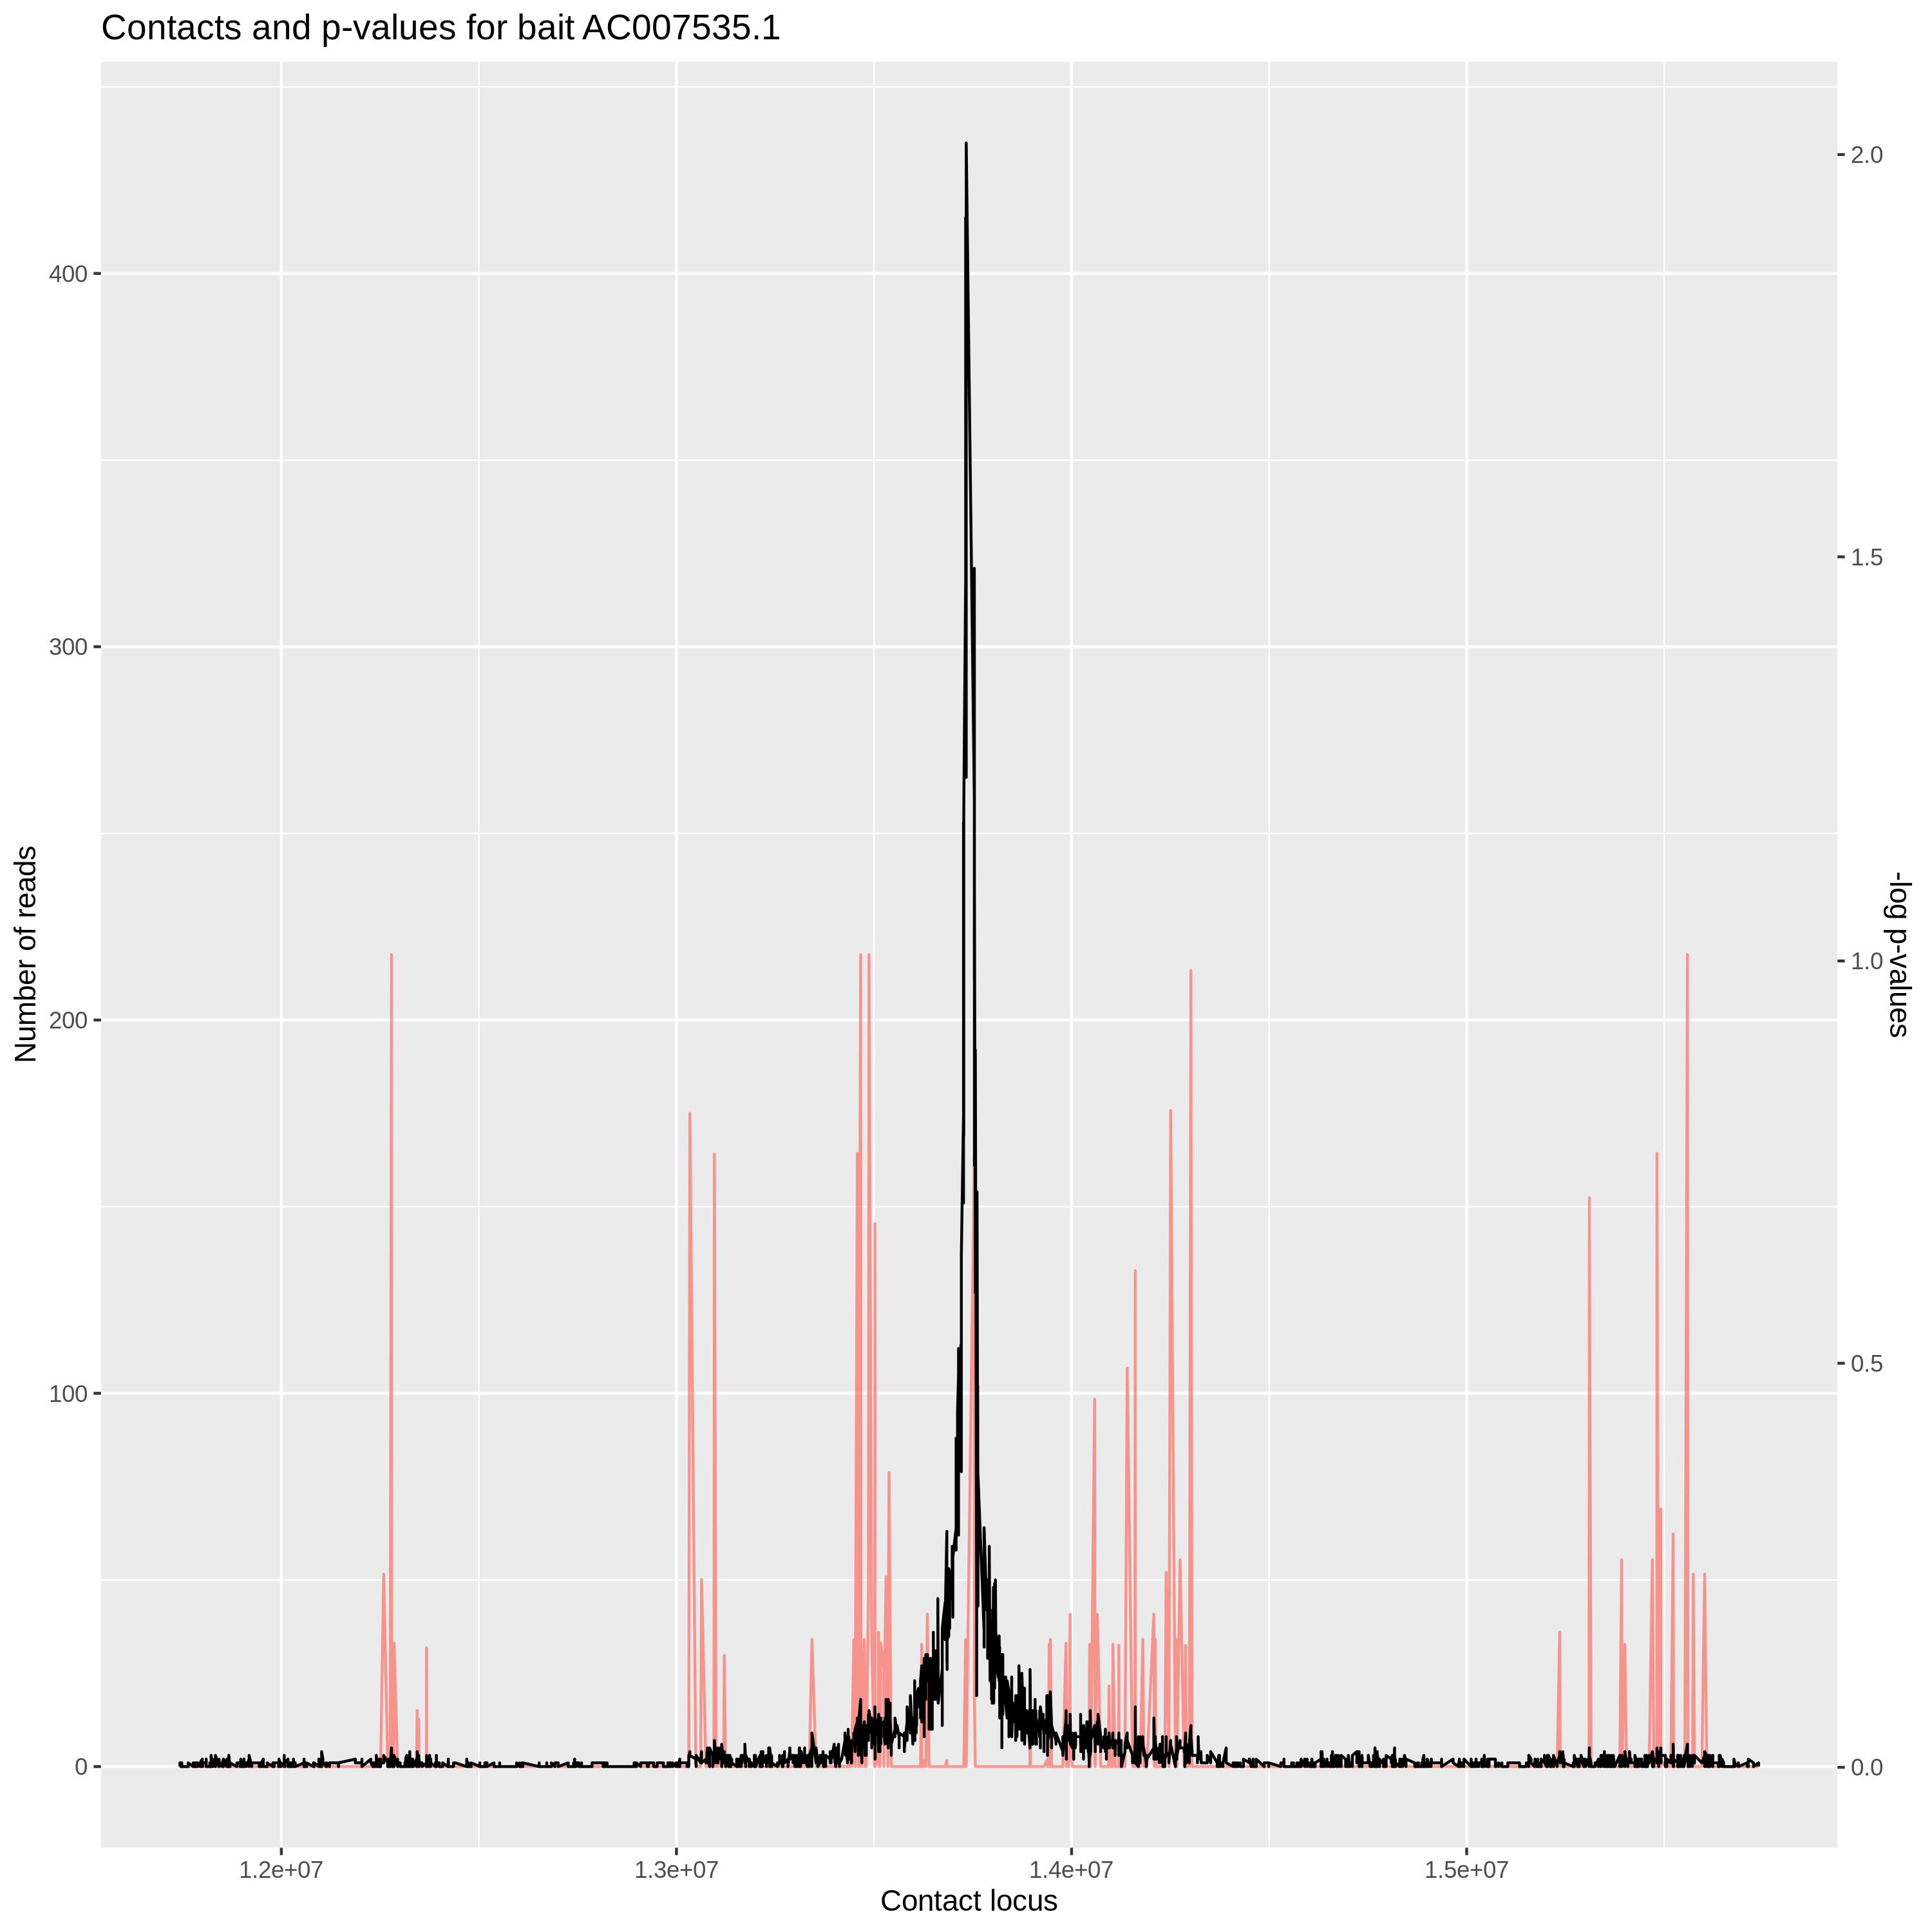 Contacts and p-values for bait AC007535.1
400
300
200
100
0
Number of reads
2.0
1.5
1.0
0.5
0.0
-log p-values
1.2e+07
1.3e+07
1.4e+07
1.5e+07
Contact locus